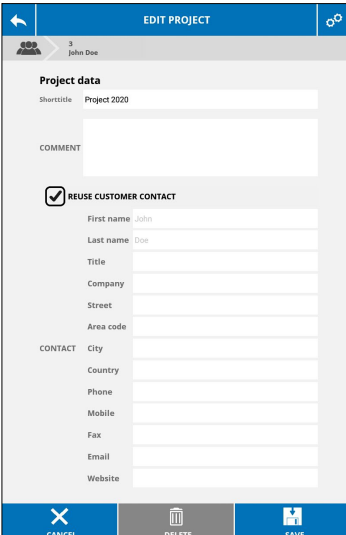 EDIT PROJECT
3
John Doe
Project data
Shorttitle Project 2020
COMMENT
REUSE CUSTOMER CONTACT
First name John
Last name Doe
Title
Company
Street
Area code
CONTACT City
Country
Phone
Mobile
Fax
Email
Website
CANCEL DELETE SAVE